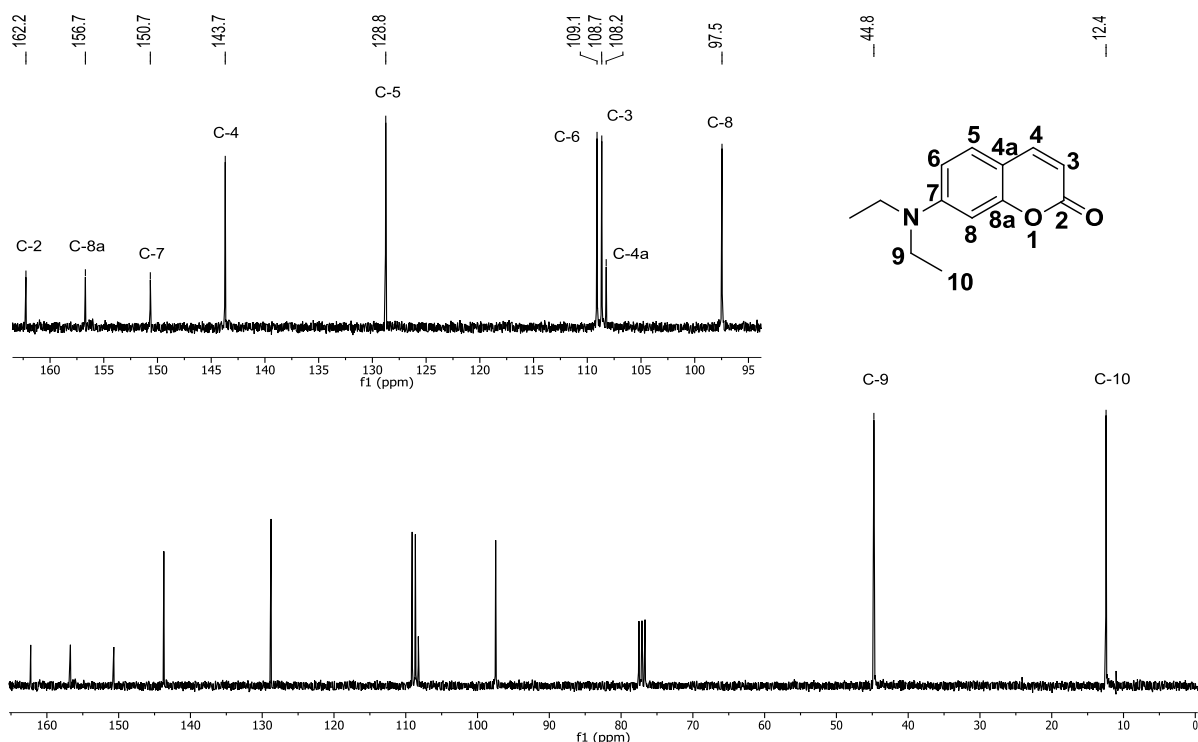 162.2 156.7 150.7 143.7 128.8 109.1 108.7 108.2 97.5 44.8 12.4
C-5
C-6 C-3
C-4 C-8
C-2 C-8a C-7 C-4a
160 155 150 145 140 135 130 125 120 115 110 105 100 95
f1 (ppm)
5 4
6 4a 3
7
N 8a O 2 O
8 1
9
10
C-9 C-10
160 150 140 130 120 110 100 90 80 70 60 50 40 30 20 10 0
f1 (ppm)